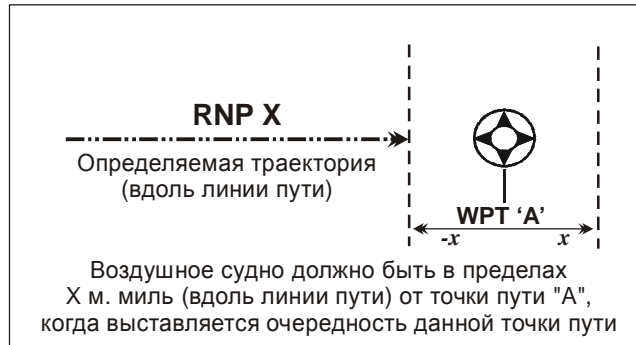 RNP X
Определяемая траектория
(вдоль линии пути)
WPT ‘A’
-x x
Воздушное судно должно быть в пределах
X м. миль (вдоль линии пути) от точки пути "А",
когда выставляется очередность данной точки пути